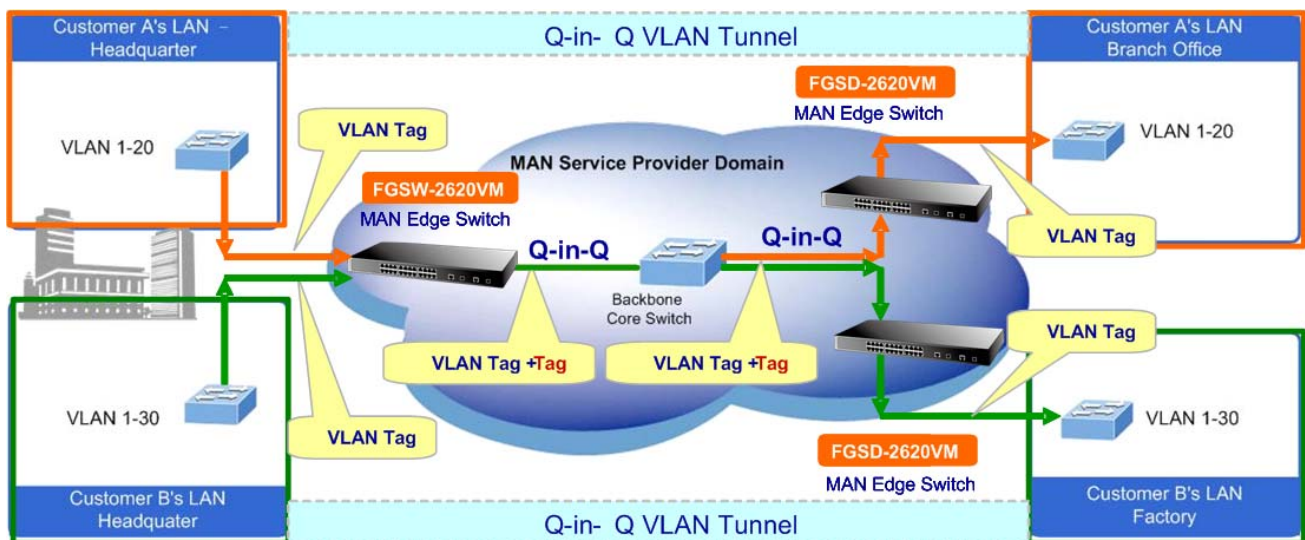 Customer A's LAN –
Headquarter
VLAN 1-20
Q-in- Q VLAN Tunnel
Customer A's LAN
Branch Office
VLAN 1-20
VLAN Tag
FGSD-2620VM
MAN Edge Switch
MAN Service Provider Domain
FGSW-2620VM
MAN Edge Switch
Q-in-Q
Q-in-Q
VLAN Tag
Backbone
Core Switch
VLAN Tag +Tag
VLAN Tag +Tag
VLAN Tag
VLAN 1-30
VLAN Tag
VLAN 1-30
FGSD-2620VM
MAN Edge Switch
Customer B's LAN
Headquater
Q-in- Q VLAN Tunnel
Customer B's LAN
Factory